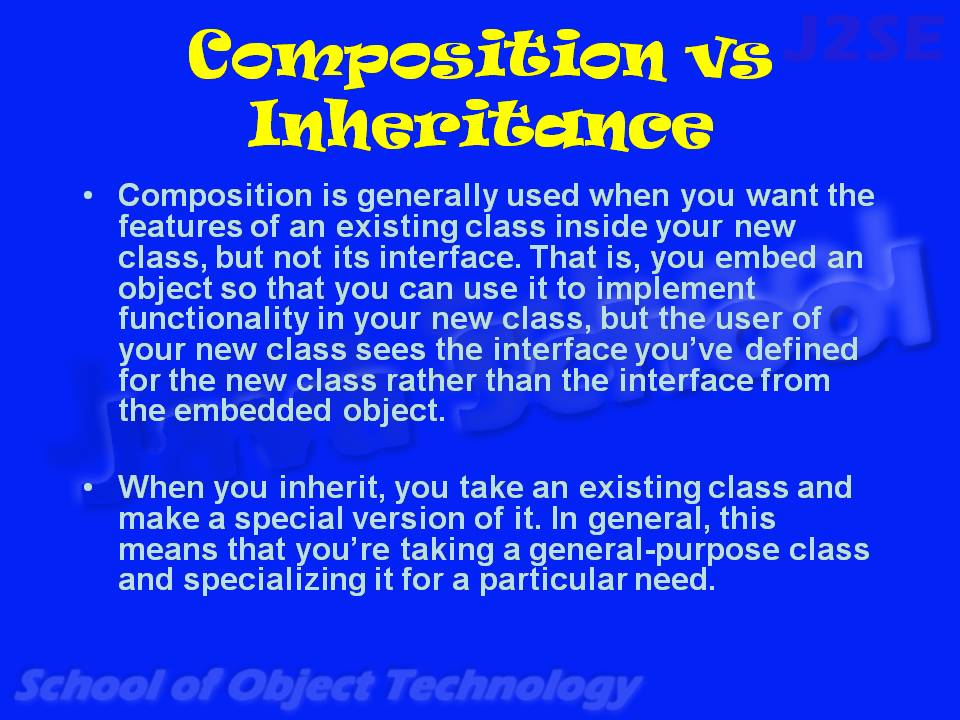 J2SE
Composition vs
Inheritance
• Composition is generally used when you want the
features of an existing class inside your new
class, but not its interface. That is, you embed an
object so that you can use it to implement
functionality in your new class, but the user of
your new class sees the interface you’ve defined
for the new class rather than the interface from
the embedded object.
• When you inherit, you take an existing class and
make a special version of it. In general, this
means that you’re taking a general-purpose class
and specializing it for a particular need.
Java School
School of Object Technology